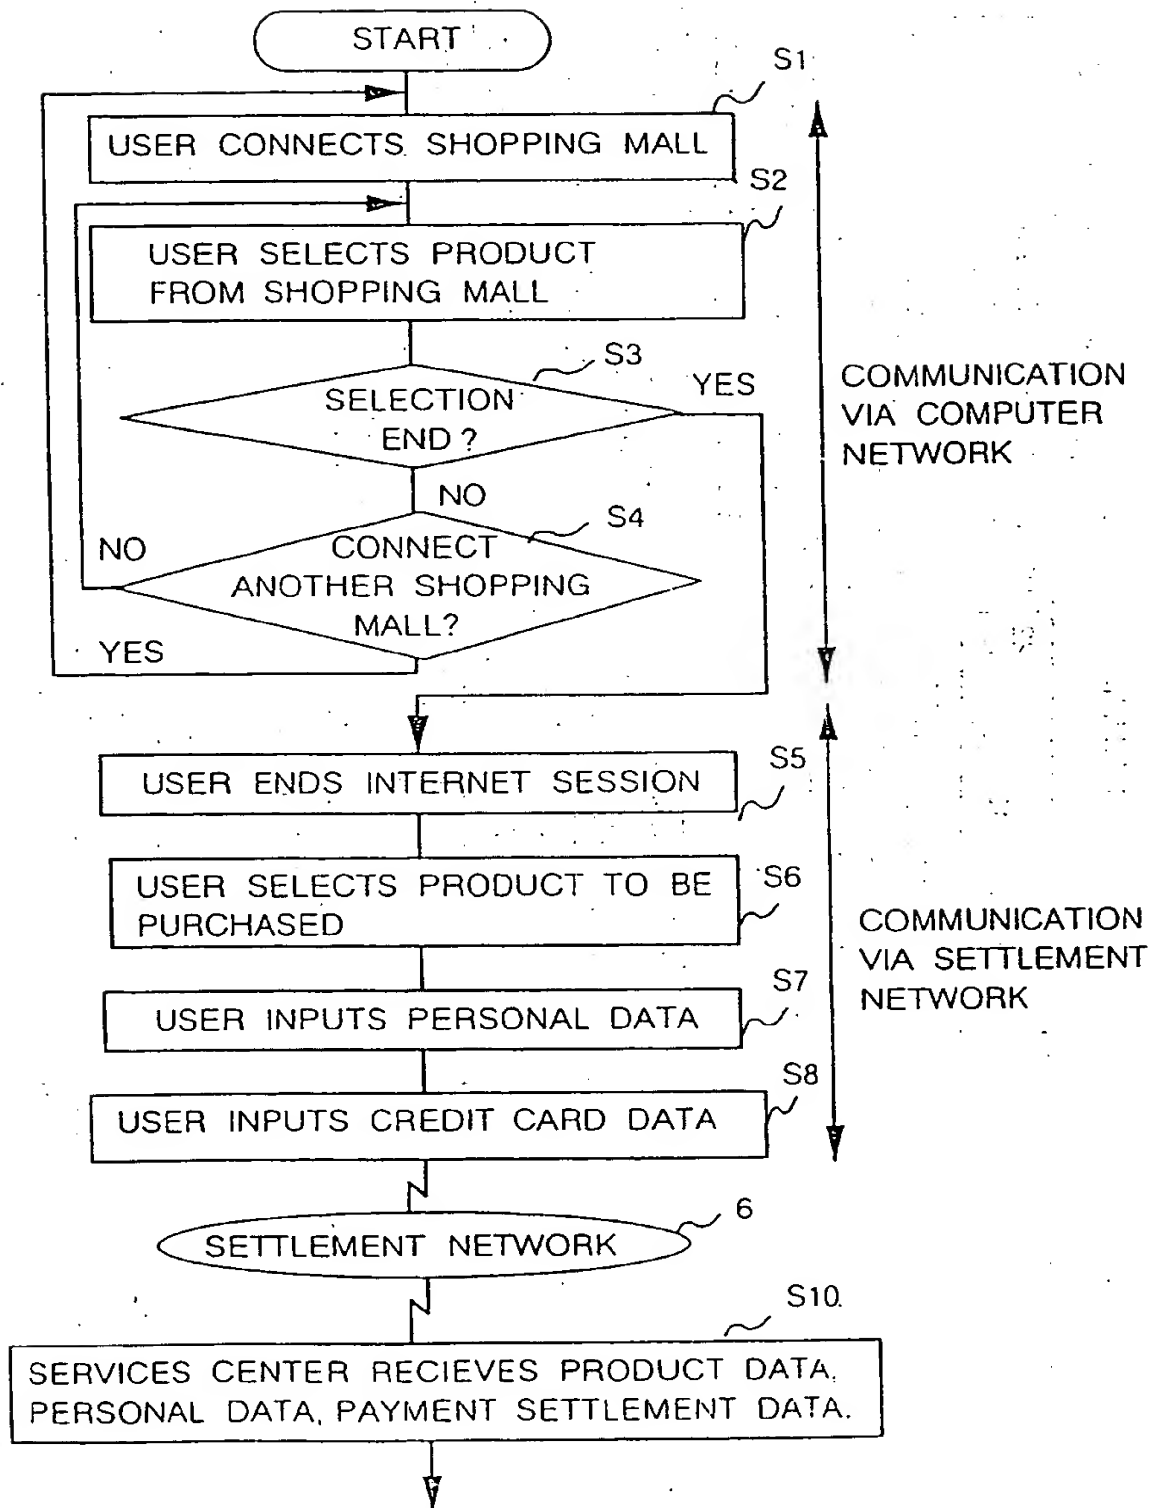 START
S1
USER CONNECTS SHOPPING MALL
S2
USER SELECTS PRODUCT
FROM SHOPPING MALL
S3
YES
SELECTION
END?
COMMUNICATION
VIA COMPUTER
NETWORK
NO
S4
NO
CONNECT
ANOTHER SHOPPING
MALL?
YES
S5
USER ENDS INTERNET SESSION
S6
USER SELECTS PRODUCT TO BE
PURCHASED
COMMUNICATION
VIA SETTLEMENT
NETWORK
S7
USER INPUTS PERSONAL DATA
S8
USER INPUTS CREDIT CARD DATA
6
SETTLEMENT NETWORK
S10.
SERVICES CENTER RECIEVES PRODUCT DATA,
PERSONAL DATA, PAYMENT SETTLEMENT DATA.